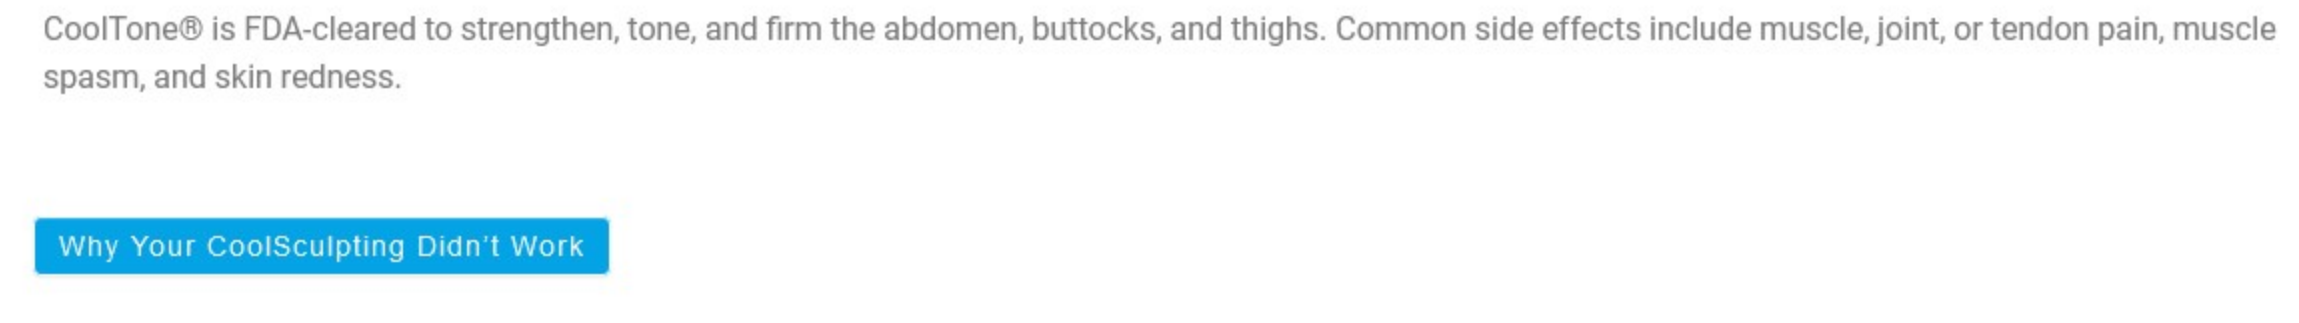 CoolTone® is FDA-cleared to strengthen, tone, and firm the abdomen, buttocks, and thighs. Common side effects include muscle, joint, or tendon pain, muscle
spasm, and skin redness.
Why Your CoolSculpting Didn’t Work